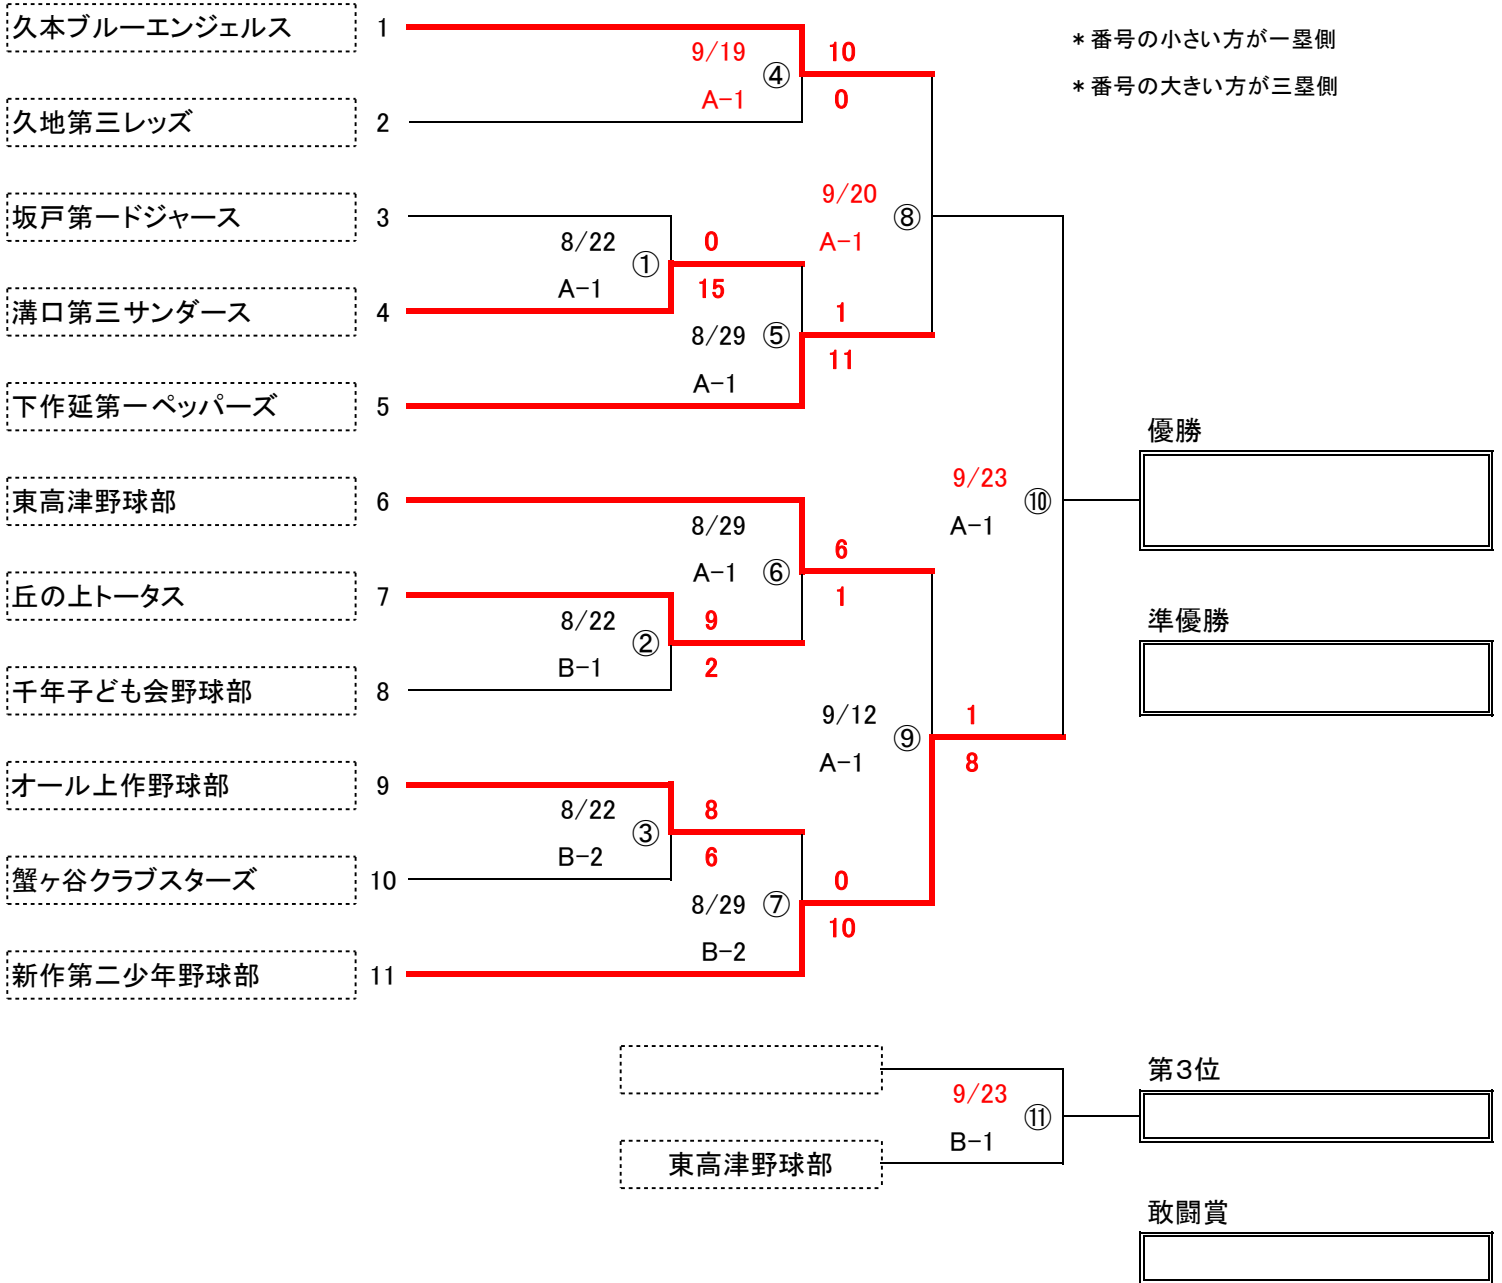 久本ブルーエンジェルス 1
9/19 ④ 10
A-1 0
＊番号の小さい方が一塁側
＊番号の大きい方が三塁側
久地第三レッズ 2
坂戸第一ドジャース 3
8/22 ① 0
A-1 15
9/20 ⑧
A-1
溝口第三サンダース 4
8/29 ⑤ 1
A-1 11
下作延第一ペッパーズ 5
優勝
9/23 ⑩
A-1
東高津野球部 6
8/29 ⑥ 6
A-1 1
丘の上トータス 7
8/22 ② 9
B-1 2
準優勝
千年子ども会野球部 8
9/12 ⑨ 1
A-1 8
オール上作野球部 9
8/22 ③ 8
B-2 6
蟹ヶ谷クラブスターズ 10
8/29 ⑦ 0
B-2 10
新作第二少年野球部 11
第3位
9/23 ⑪
B-1
東高津野球部
敢闘賞